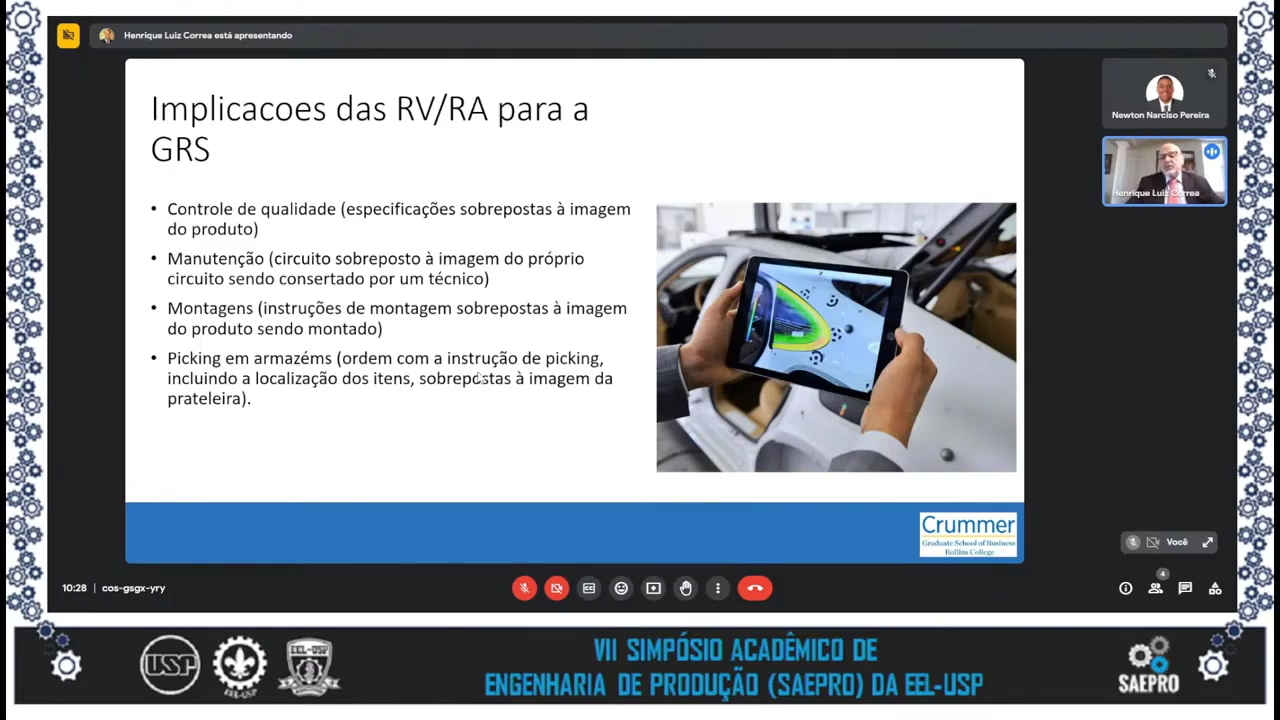 Henrique Luiz Correa está apresentando
Implicacoes das RV/RA para a
GRS
• Controle de qualidade (especificações sobrepostas à imagem
do produto)
• Manutenção (circuito sobreposto à imagem do próprio
circuito sendo consertado por um técnico)
• Montagens (instruções de montagem sobrepostas à imagem
do produto sendo montado)
• Picking em armazéms (ordem com a instrução de picking,
incluindo a localização dos itens, sobrepostas à imagem da
prateleira).
Crummer
Graduate School of Business
Rollins College
Newton Narciso Pereira
Henrique Luiz Correa
Você
10:28 | cos-gsgx-yry
4
USP
EEL-USP
EEL-USP
VII SIMPÓSIO ACADÊMICO DE
ENGENHARIA DE PRODUÇÃO (SAEPRO) DA EEL-USP
SAEPRO